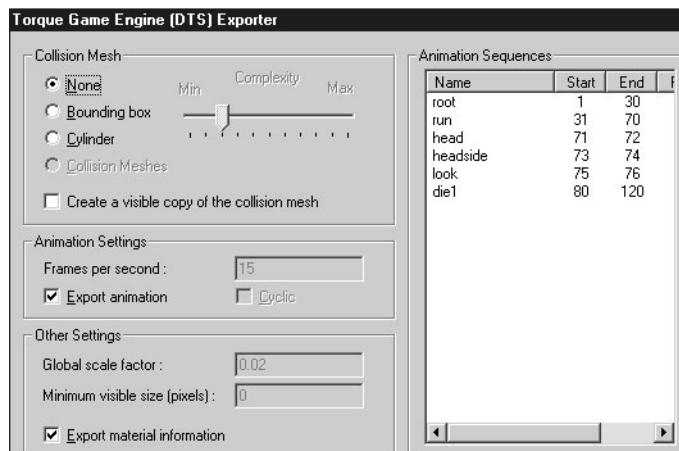 Torque Game Engine (DTS) Exporter
Collision Mesh
None
Bounding box
Cylinder
Collision Meshes
Min Complexity Max
Create a visible copy of the collision mesh
Animation Settings
Frames per second : 15
Export animation Cyclic
Other Settings
Global scale factor : 0.02
Minimum visible size (pixels) : 0
Export material information
Animation Sequences
Name Start End
root 1 30
run 31 70
head 71 72
headside 73 74
look 75 76
die1 80 120